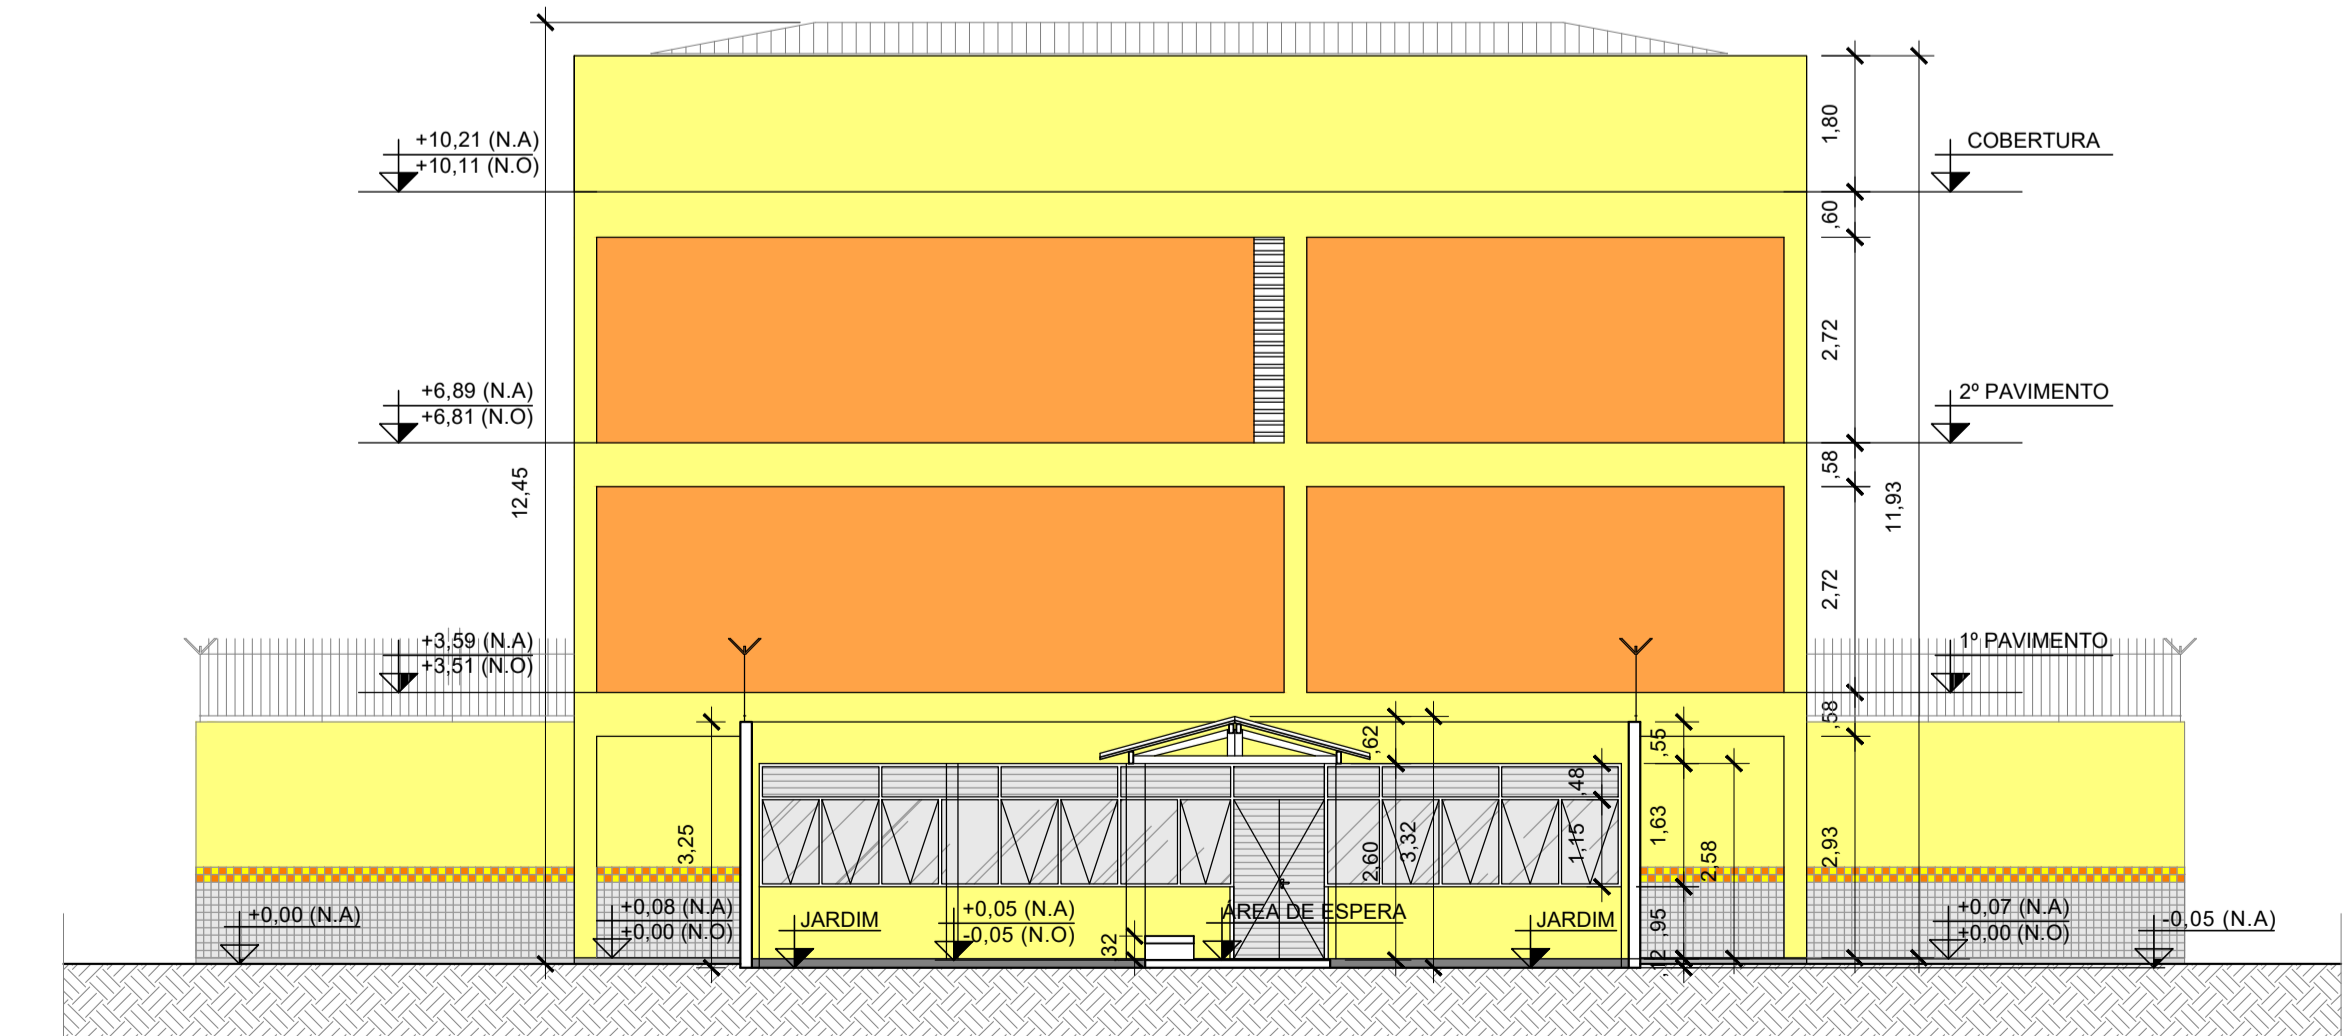 +10,21 (N.A)
+10,11 (N.O)
COBERTURA
1,80
,60
2,72
+6,89 (N.A)
+6,81 (N.O)
2º PAVIMENTO
12,45
,58
11,93
2,72
+3,59 (N.A)
+3,51 (N.O)
1º PAVIMENTO
,58
,62
,55
,48
3,25
2,60
3,32
1,15
1,63
2,58
2,93
+0,00 (N.A)
+0,08 (N.A)
+0,00 (N.O)
JARDIM
+0,05 (N.A)
-0,05 (N.O)
,32
ÁREA DE ESPERA
JARDIM
,95
,12
+0,07 (N.A)
+0,00 (N.O)
-0,05 (N.A)